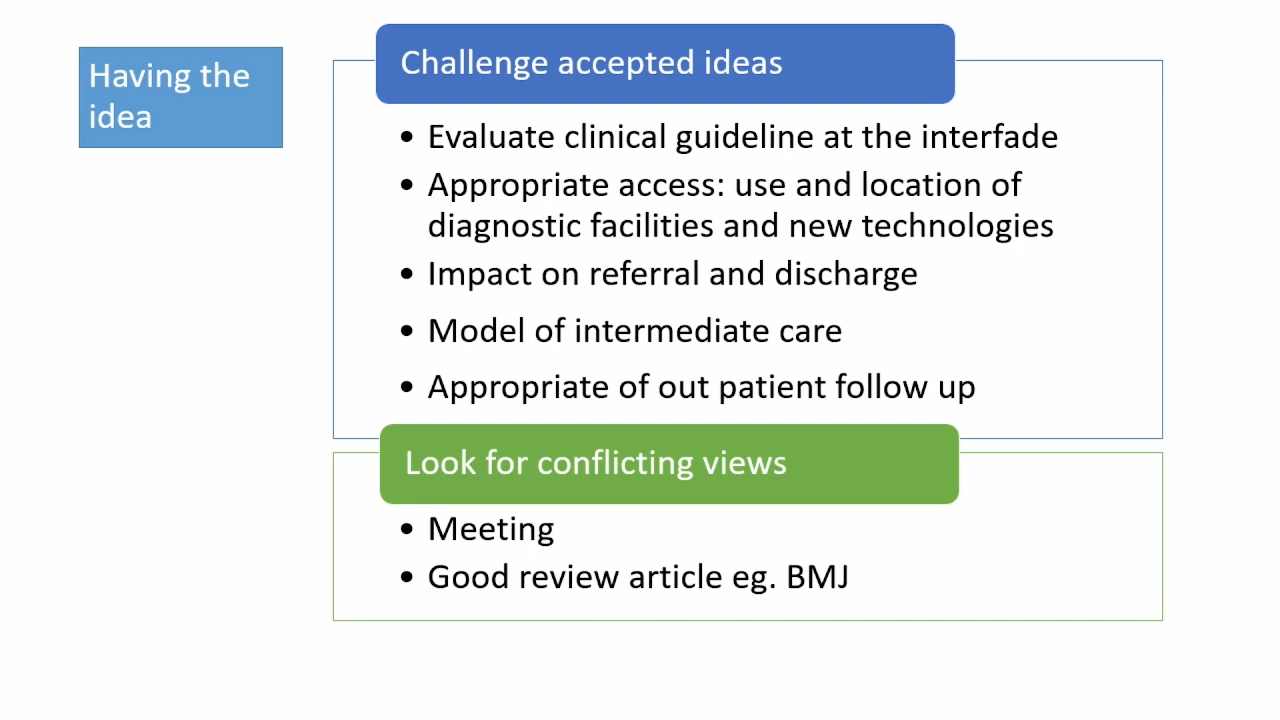 Having the
idea
Challenge accepted ideas
• Evaluate clinical guideline at the interfade
• Appropriate access: use and location of
diagnostic facilities and new technologies
• Impact on referral and discharge
• Model of intermediate care
• Appropriate of out patient follow up
Look for conflicting views
• Meeting
• Good review article eg. BMJ